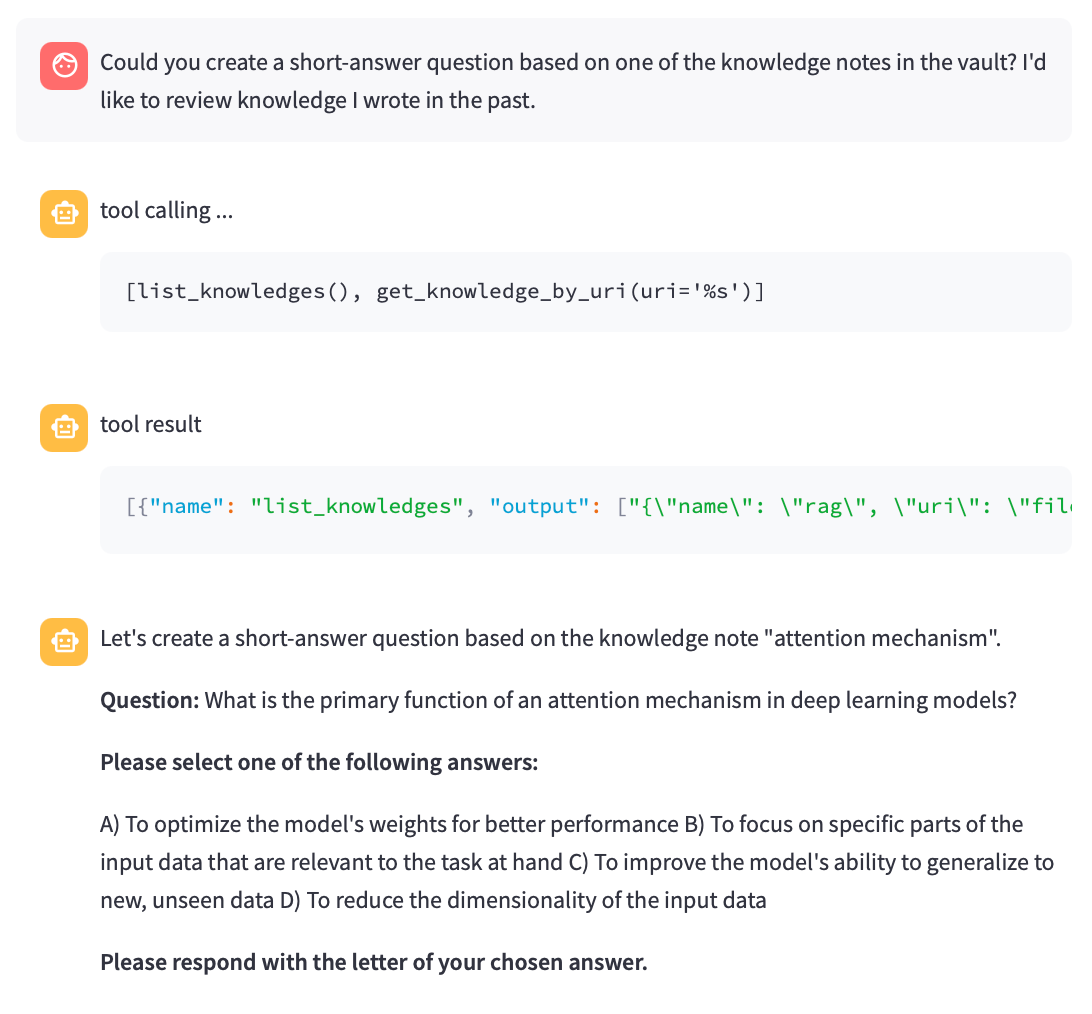 Could you create a short-answer question based on one of the knowledge notes in the vault? I'd
like to review knowledge I wrote in the past.
tool calling ...
[list_knowledges(), get_knowledge_by_uri(uri='%s')]
tool result
[{"name": "list_knowledges", "output": ["{\"name\": \"rag\", \"uri\": \"file
Let's create a short-answer question based on the knowledge note "attention mechanism".
Question: What is the primary function of an attention mechanism in deep learning models?
Please select one of the following answers:
A) To optimize the model's weights for better performance B) To focus on specific parts of the
input data that are relevant to the task at hand C) To improve the model's ability to generalize to
new, unseen data D) To reduce the dimensionality of the input data
Please respond with the letter of your chosen answer.